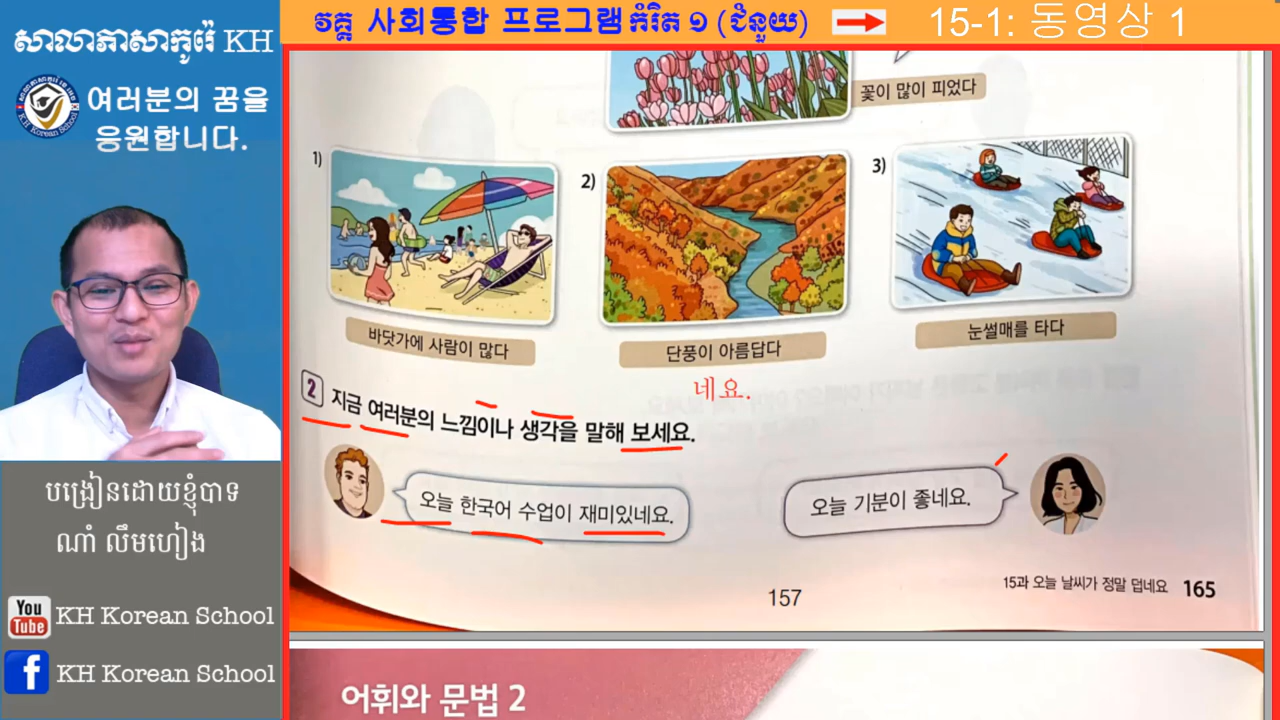 សាលាភាសាកូរ៉េ KH
여러분의 꿈을
응원합니다.
វគ្គ 사회통합 프로그램 កំរិត ១ (ជំនួយ)
15-1: 동영상 1
꽃이 많이 피었다
1)
2)
3)
바닷가에 사람이 많다
단풍이 아름답다
눈썰매를 타다
네요.
2 지금 여러분의 느낌이나 생각을 말해 보세요.
오늘 한국어 수업이 재미있네요.
오늘 기분이 좋네요.
157
15과 오늘 날씨가 정말 덥네요 165
어휘와 문법 2
បង្រៀនដោយខ្ញុំបាទ
ណាំ លឹមហៀង
You Tube KH Korean School
f KH Korean School